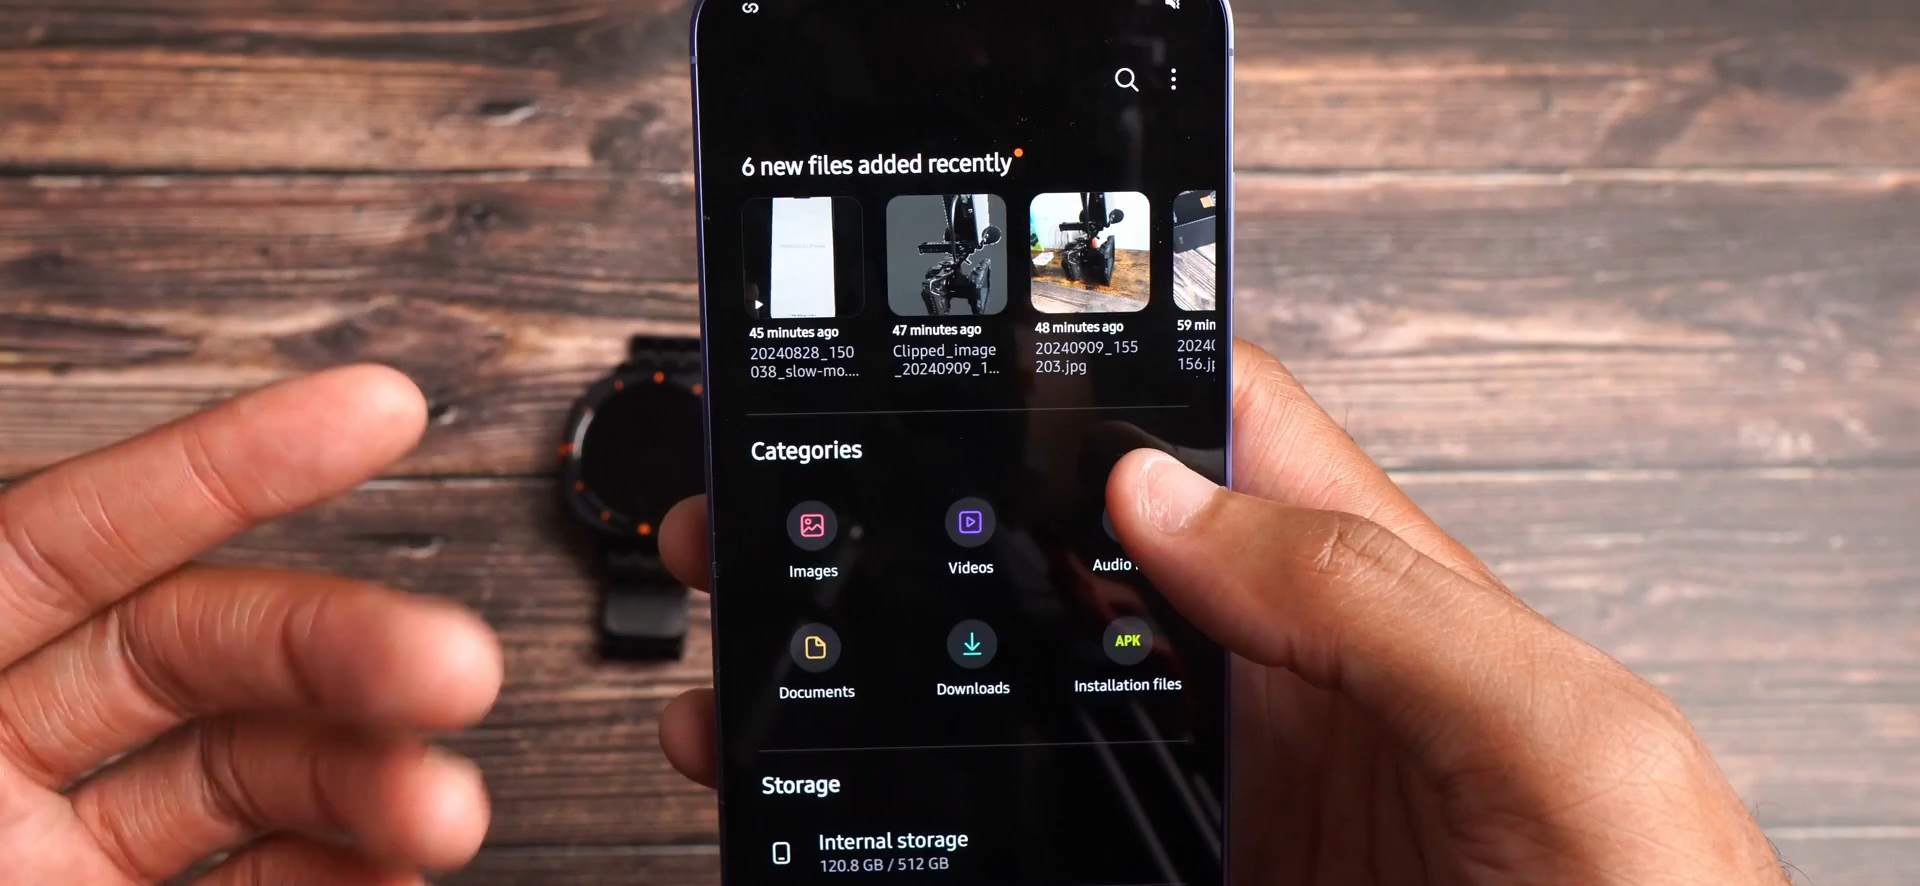 6 new files added recently
45 minutes ago
20240828_150
038_slow-mo....
47 minutes ago
Clipped_image
_20240909_1...
48 minutes ago
20240909_155
203.jpg
59 min
2024
156.j
Categories
Images
Videos
Audio
Documents
Downloads
APK
Installation files
Storage
Internal storage
120.8 GB / 512 GB